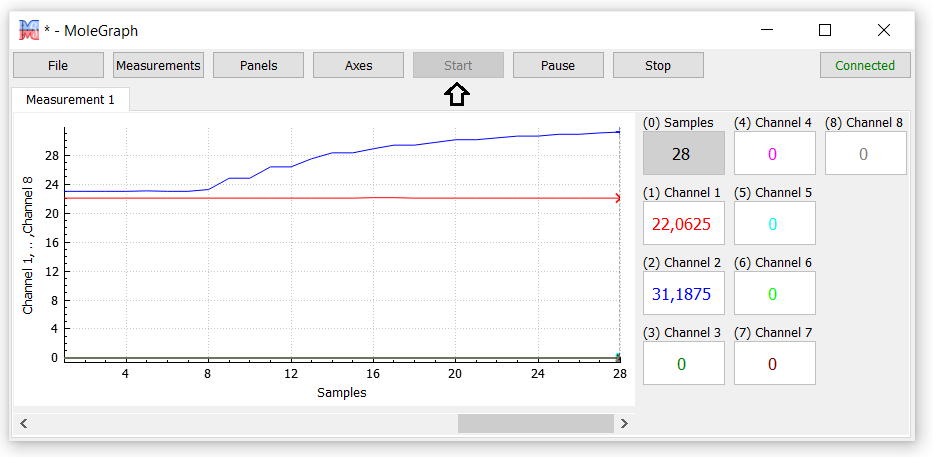 * - MoleGraph
File Measurements Panels Axes Start Pause Stop Connected
Measurement 1
(0) Samples (4) Channel 4 (8) Channel 8
28 0 0
(1) Channel 1 (5) Channel 5
22,0625 0
(2) Channel 2 (6) Channel 6
31,1875 0
(3) Channel 3 (7) Channel 7
0 0
Channel 1, .. ,Channel 8
28
24
20
16
12
8
4
0
4 8 12 16 20 24 28
Samples